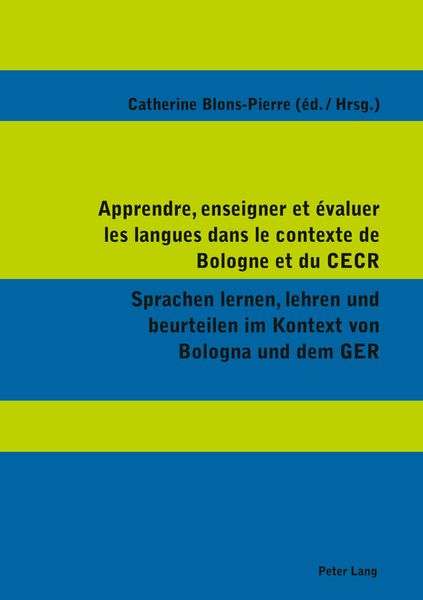 Catherine Blons-Pierre (éd. / Hrsg.)
Apprendre, enseigner et évaluer
les langues dans le contexte de
Bologne et du CECR
Sprachen lernen, lehren und
beurteilen im Kontext von
Bologna und dem GER
Peter Lang